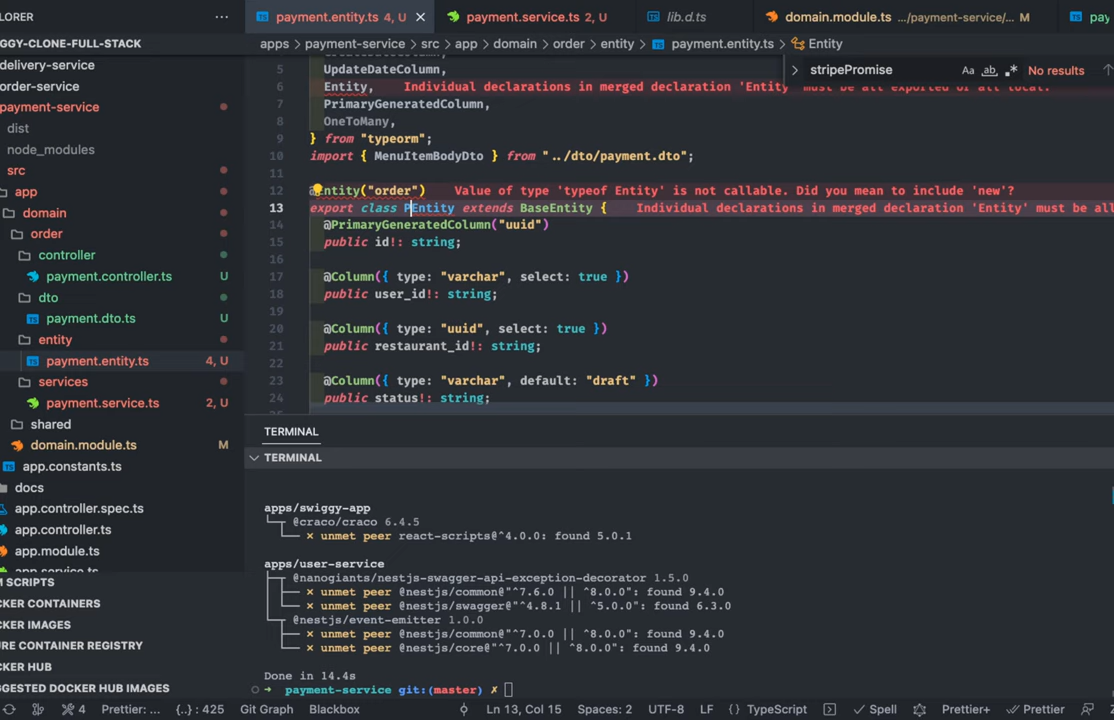 LORER
GGY-CLONE-FULL-STACK
delivery-service
order-service
payment-service
dist
node_modules
src
app
domain
order
controller
payment.controller.ts U
dto
payment.dto.ts U
entity
payment.entity.ts 4, U
services
payment.service.ts 2, U
shared
domain.module.ts M
app.constants.ts
docs
app.controller.spec.ts
app.controller.ts
app.module.ts
M SCRIPTS
CKER CONTAINERS
CKER IMAGES
URE CONTAINER REGISTRY
CKER HUB
GGESTED DOCKER HUB IMAGES
payment.entity.ts 4, U
payment.service.ts 2, U
lib.d.ts
domain.module.ts .../payment-service/... M
pay
apps > payment-service > src > app > domain > order > entity > payment.entity.ts > Entity
stripePromise Aa ab .* No results
5 UpdateDateColumn,
6 Entity, Individual declarations in merged declaration 'Entity' must be all exported or all local.
7 PrimaryGeneratedColumn,
8 OneToMany,
9 } from "typeorm";
10 import { MenuItemBodyDto } from "../dto/payment.dto";
11
12 @Entity("order") Value of type 'typeof Entity' is not callable. Did you mean to include 'new'?
13 export class PEntity extends BaseEntity { Individual declarations in merged declaration 'Entity' must be all
14 @PrimaryGeneratedColumn("uuid")
15 public id!: string;
16
17 @Column({ type: "varchar", select: true })
18 public user_id!: string;
19
20 @Column({ type: "uuid", select: true })
21 public restaurant_id!: string;
22
23 @Column({ type: "varchar", default: "draft" })
24 public status!: string;
TERMINAL
TERMINAL
apps/swiggy-app
@craco/craco 6.4.5
× unmet peer react-scripts@^4.0.0: found 5.0.1
apps/user-service
@nanogiants/nestjs-swagger-api-exception-decorator 1.5.0
× unmet peer @nestjs/common@"^7.6.0 || ^8.0.0": found 9.4.0
× unmet peer @nestjs/swagger@"^4.8.1 || ^5.0.0": found 6.3.0
@nestjs/event-emitter 1.0.0
× unmet peer @nestjs/common@"^7.0.0 || ^8.0.0": found 9.4.0
× unmet peer @nestjs/core@"^7.0.0 || ^8.0.0": found 9.4.0
Done in 14.4s
→ payment-service git:(master) ✗
4 Prettier: ... {..} : 425 Git Graph Blackbox Ln 13, Col 15 Spaces: 2 UTF-8 LF {} TypeScript Spell Prettier+ Prettier